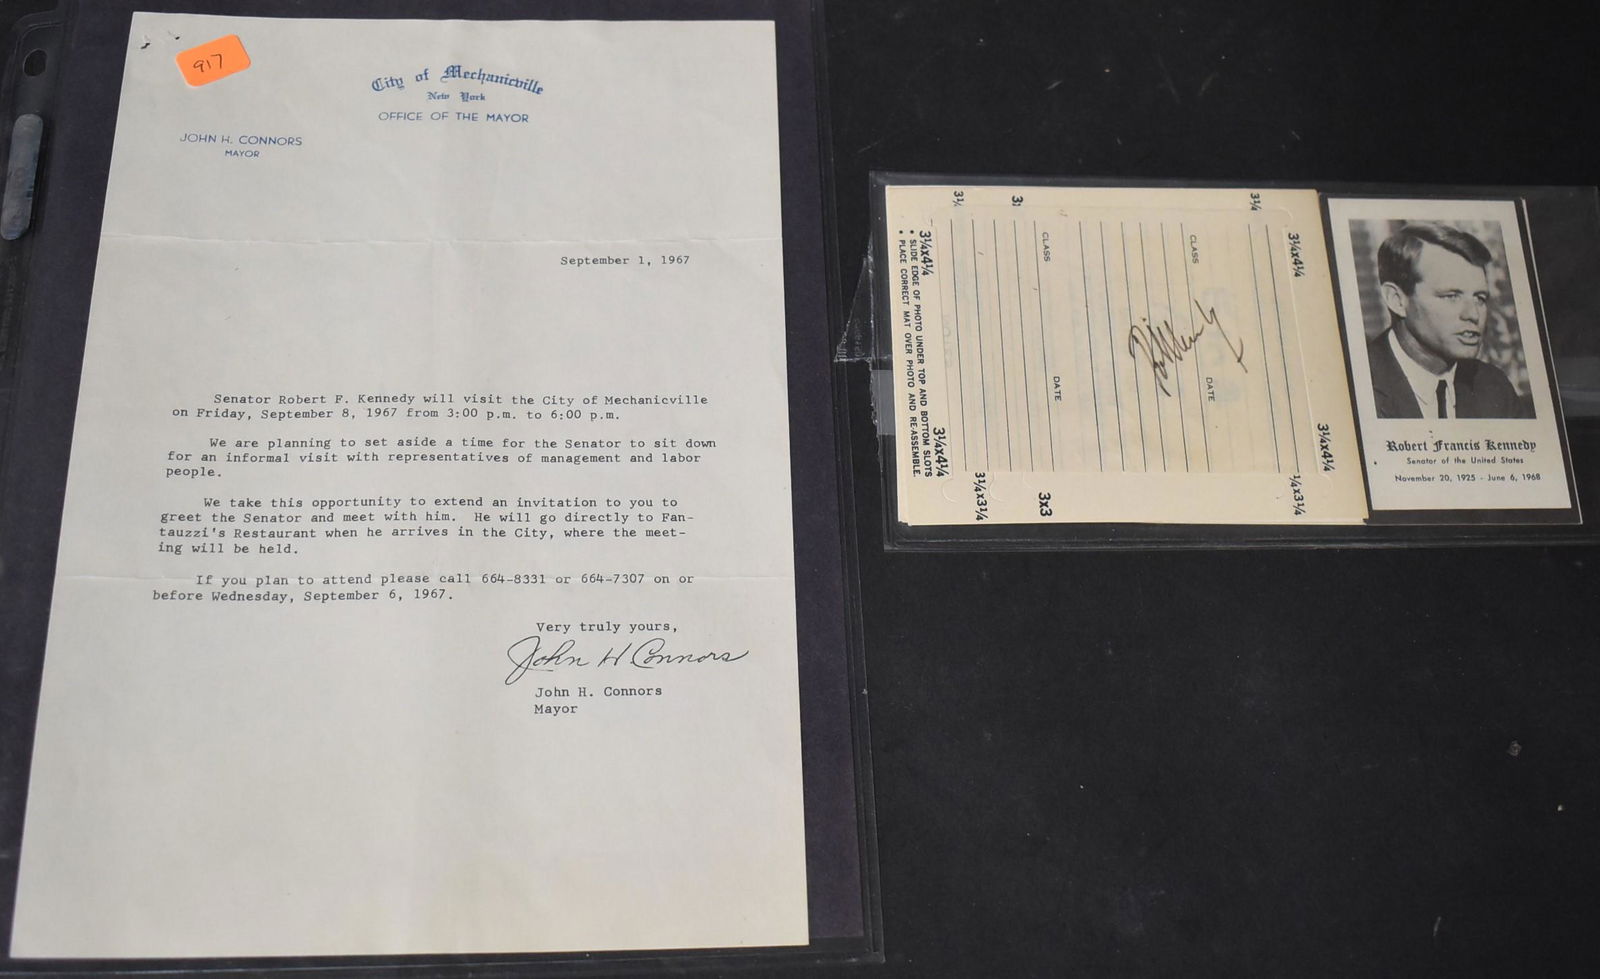 917
City of Mechanicville
New York
OFFICE OF THE MAYOR
JOHN H. CONNORS
MAYOR
September 1, 1967
Senator Robert F. Kennedy will visit the City of Mechanicville
on Friday, September 8, 1967 from 3:00 p.m. to 6:00 p.m.
We are planning to set aside a time for the Senator to sit down
for an informal visit with representatives of management and labor
people.
We take this opportunity to extend an invitation to you to
greet the Senator and meet with him. He will go directly to Fan-
tauzzi's Restaurant when he arrives in the City, where the meet-
ing will be held.
If you plan to attend please call 664-8331 or 664-7307 on or
before Wednesday, September 6, 1967.
Very truly yours,
John H Connors
John H. Connors
Mayor
3¼
3¼
3¼x4¼
3¼x4¼
• SLIDE EDGE OF PHOTO UNDER TOP AND BOTTOM SLOTS
• PLACE CORRECT MAT OVER PHOTO AND RE-ASSEMBLE.
CLASS
DATE
CLASS
DATE
3¼x4¼
3¼x4¼
3¼x3¼
3x3
¼x3¼
Robert Francis Kennedy
Senator of the United States
November 20, 1925 - June 6, 1968